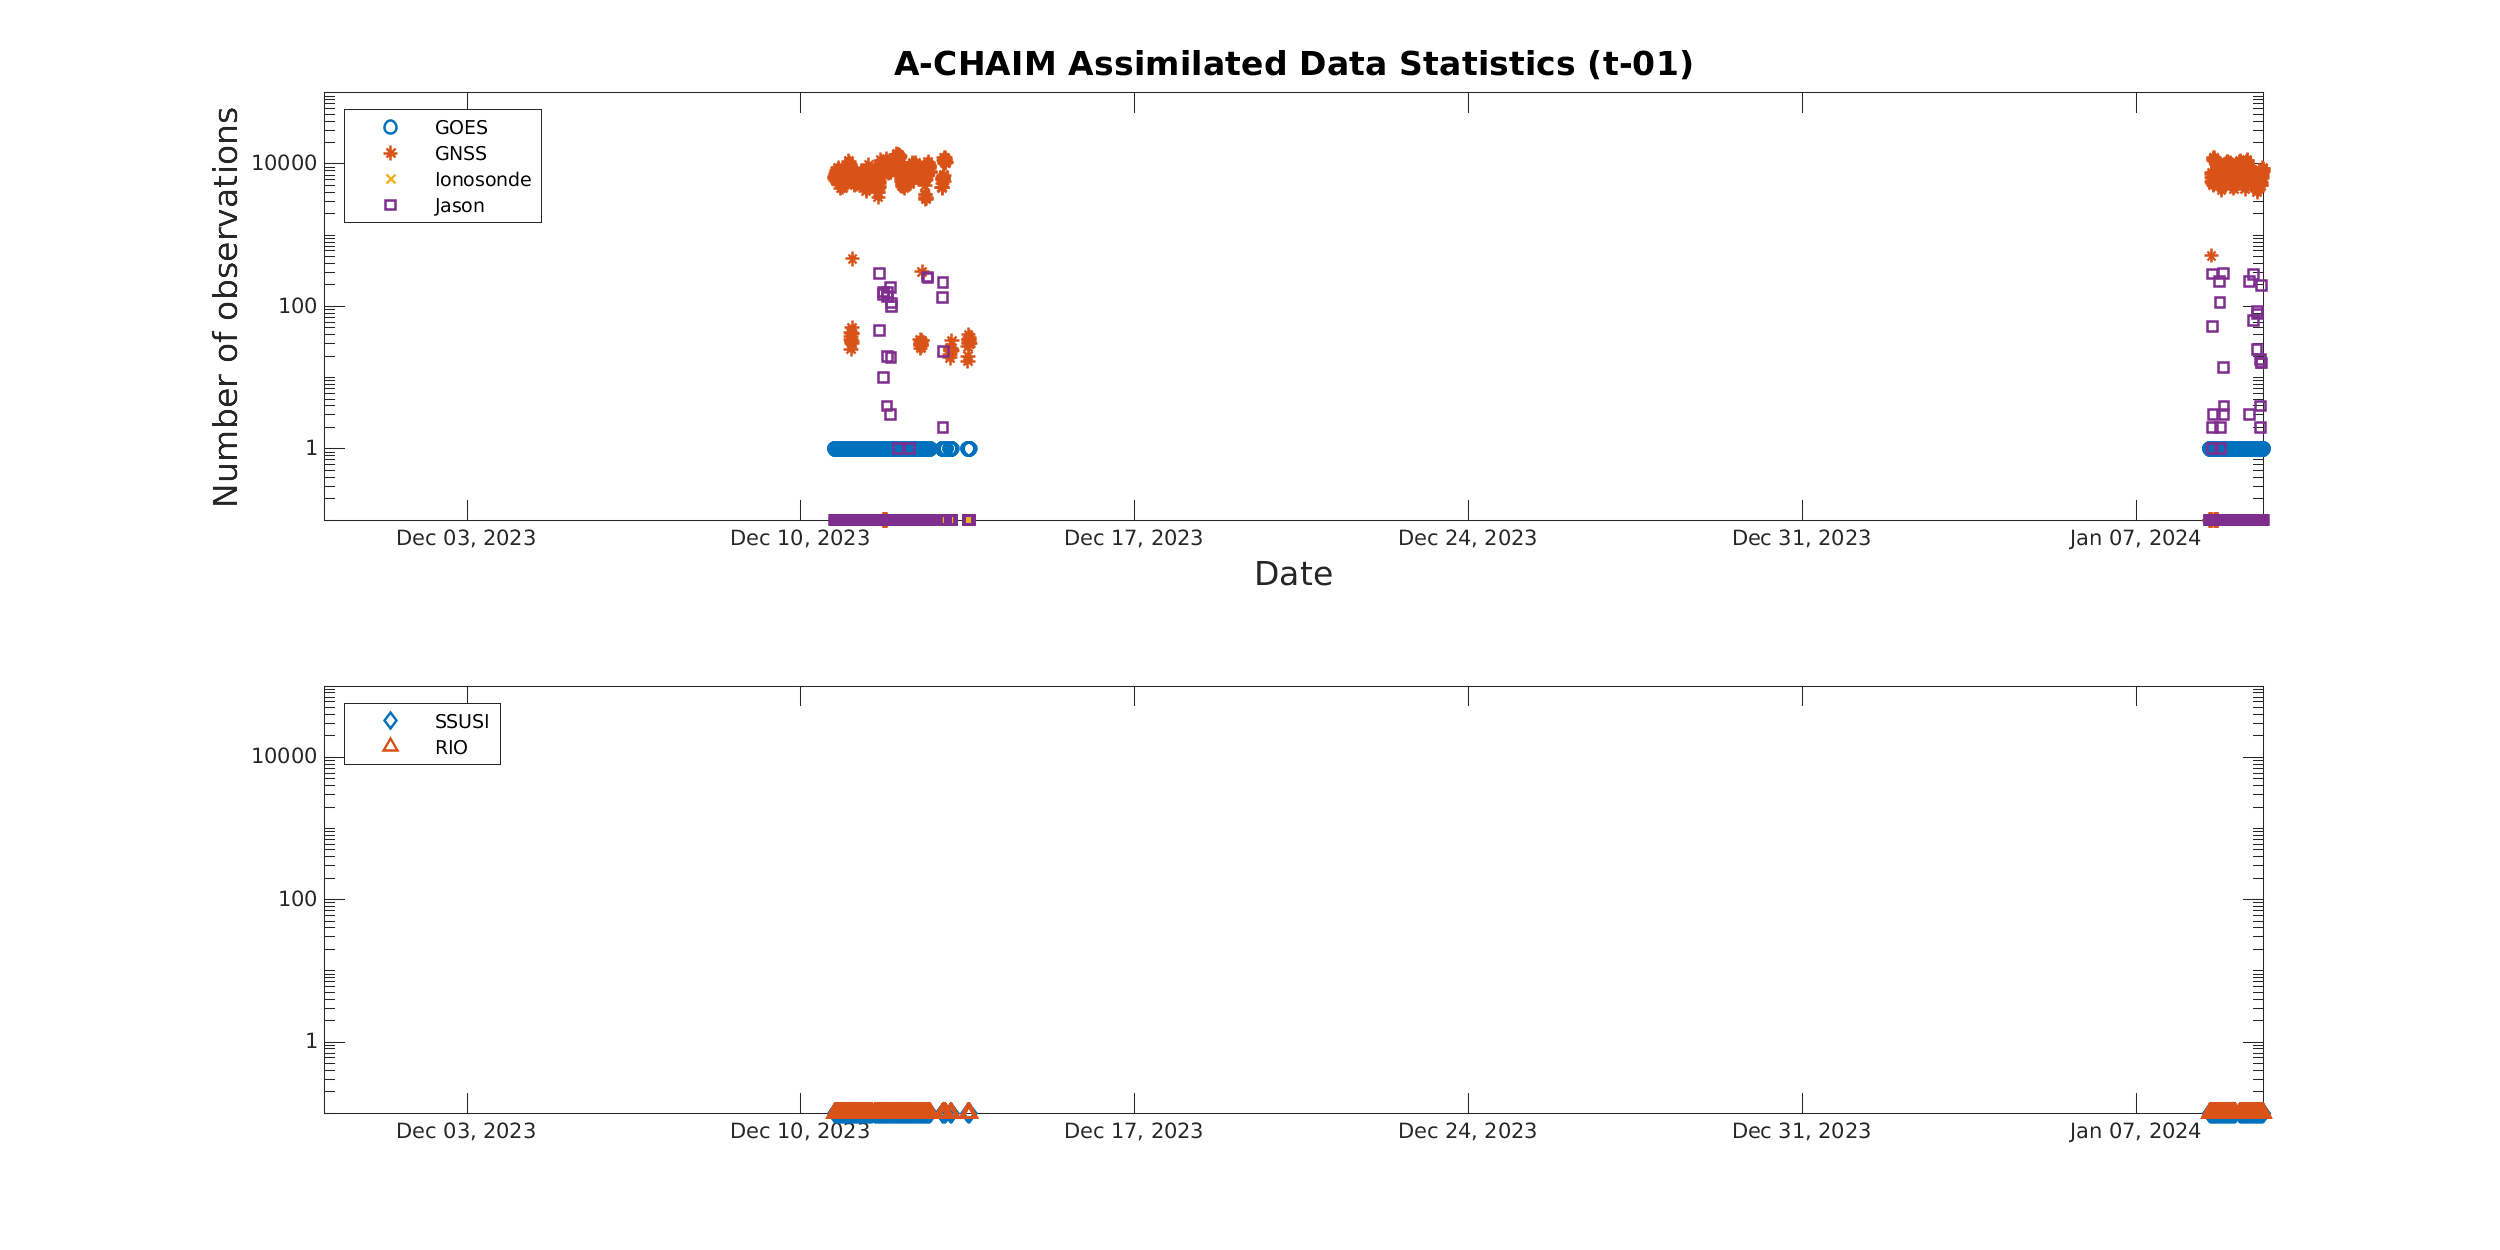 A-CHAIM Assimilated Data Statistics (t-01)
Number of observations
10000
100
1
GOES
GNSS
Ionosonde
Jason
Dec 03, 2023
Dec 10, 2023
Dec 17, 2023
Dec 24, 2023
Dec 31, 2023
Jan 07, 2024
Date
10000
100
1
SSUSI
RIO
Dec 03, 2023
Dec 10, 2023
Dec 17, 2023
Dec 24, 2023
Dec 31, 2023
Jan 07, 2024